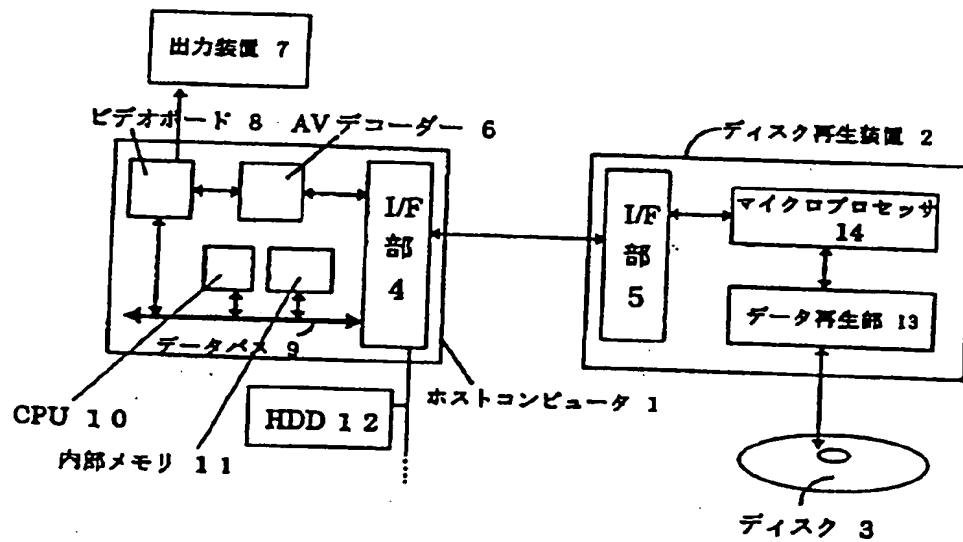 出力装置 7
ビデオボード 8
AVデコーダー 6
ディスク再生装置 2
I/F
部
4
I/F
部
5
マイクロプロセッサ
14
データ再生部 13
データバス 9
CPU 10
HDD 12
ホストコンピュータ 1
内部メモリ 11
ディスク 3